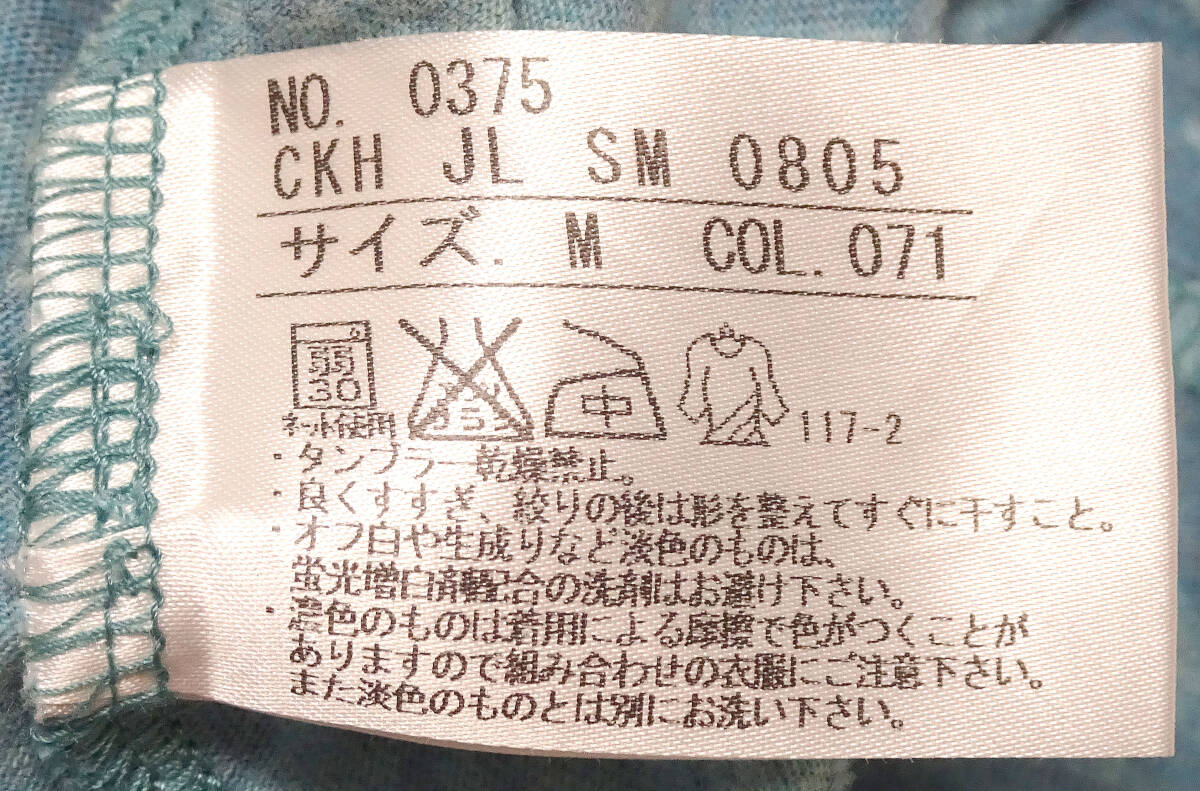 NO. 0375
CKH JL SM 0805
サイズ. M COL. 071
弱
30
ネット使用
エンソ
サラシ
中
117-2
・タンブラー乾燥禁止。
・良くすすぎ、絞りの後は形を整えてすぐに干すこと。
・オフ白や生成りなど淡色のものは、
蛍光増白剤配合の洗剤はお避け下さい。
・濃色のものは着用による摩擦で色がつくことが
ありますので組み合わせの衣服にご注意下さい。
また淡色のものとは別にお洗い下さい。